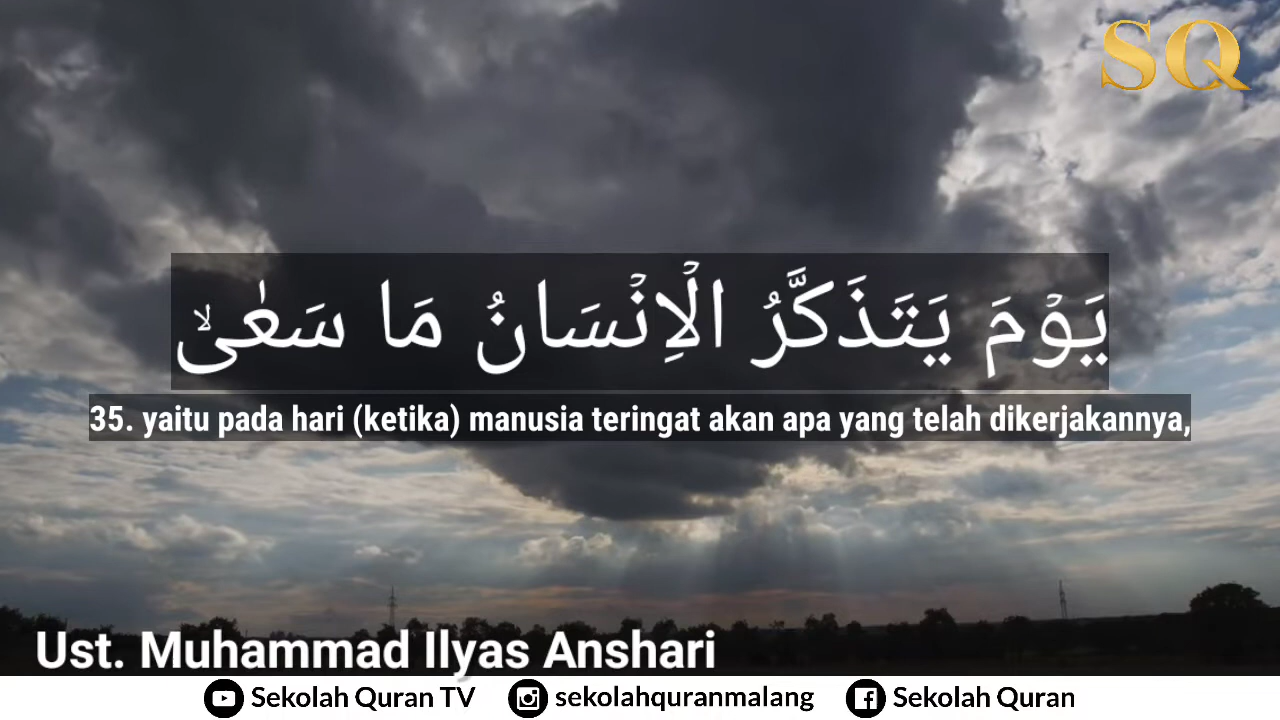 SQ
يَوْمَ يَتَذَكَّرُ الْاِنْسَانُ مَا سَعٰىۙ
35. yaitu pada hari (ketika) manusia teringat akan apa yang telah dikerjakannya,
Ust. Muhammad Ilyas Anshari
Sekolah Quran TV sekolahquranmalang Sekolah Quran